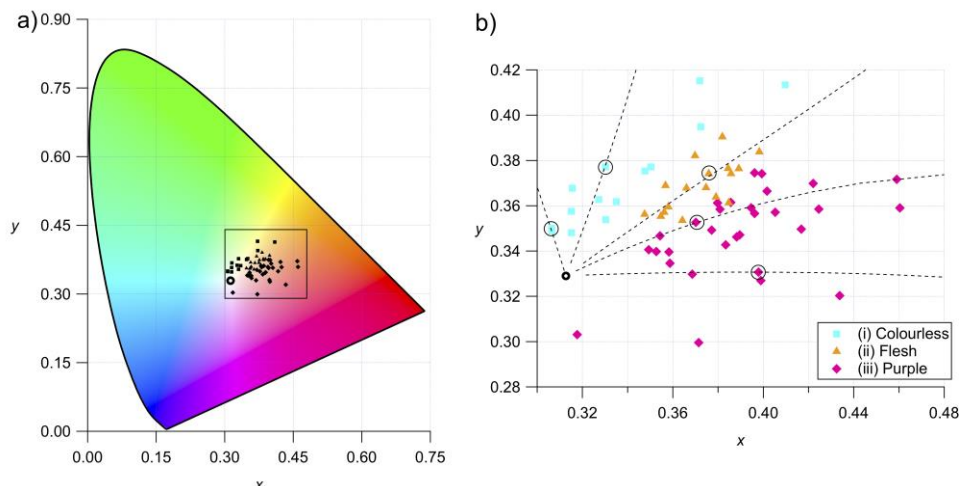 a)
0.90
0.75
0.60
y 0.45
0.30
0.15
0.00
0.00 0.15 0.30 0.45 0.60 0.75
x
b)
0.42
0.40
0.38
y 0.36
0.34
0.32
0.30
0.28
0.32 0.36 0.40 0.44 0.48
x
(i) Colourless
(ii) Flesh
(iii) Purple